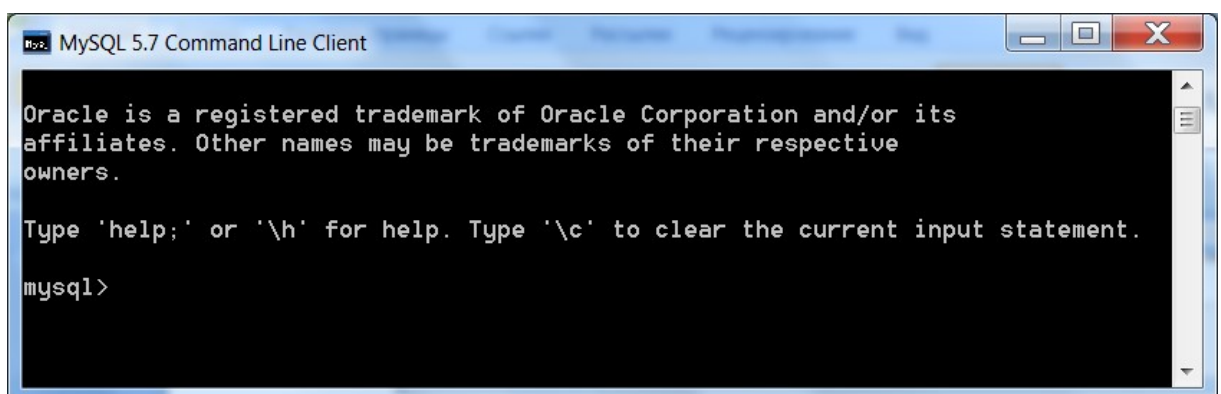 MySQL 5.7 Command Line Client
Oracle is a registered trademark of Oracle Corporation and/or its
affiliates. Other names may be trademarks of their respective
owners.
Type 'help;' or '\h' for help. Type '\c' to clear the current input statement.
mysql>